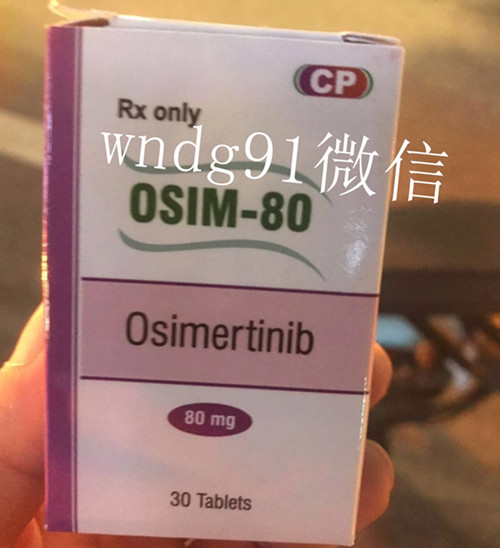 CP
Rx only
wndg91微信
OSIM-80
Osimertinib
80 mg
30 Tablets